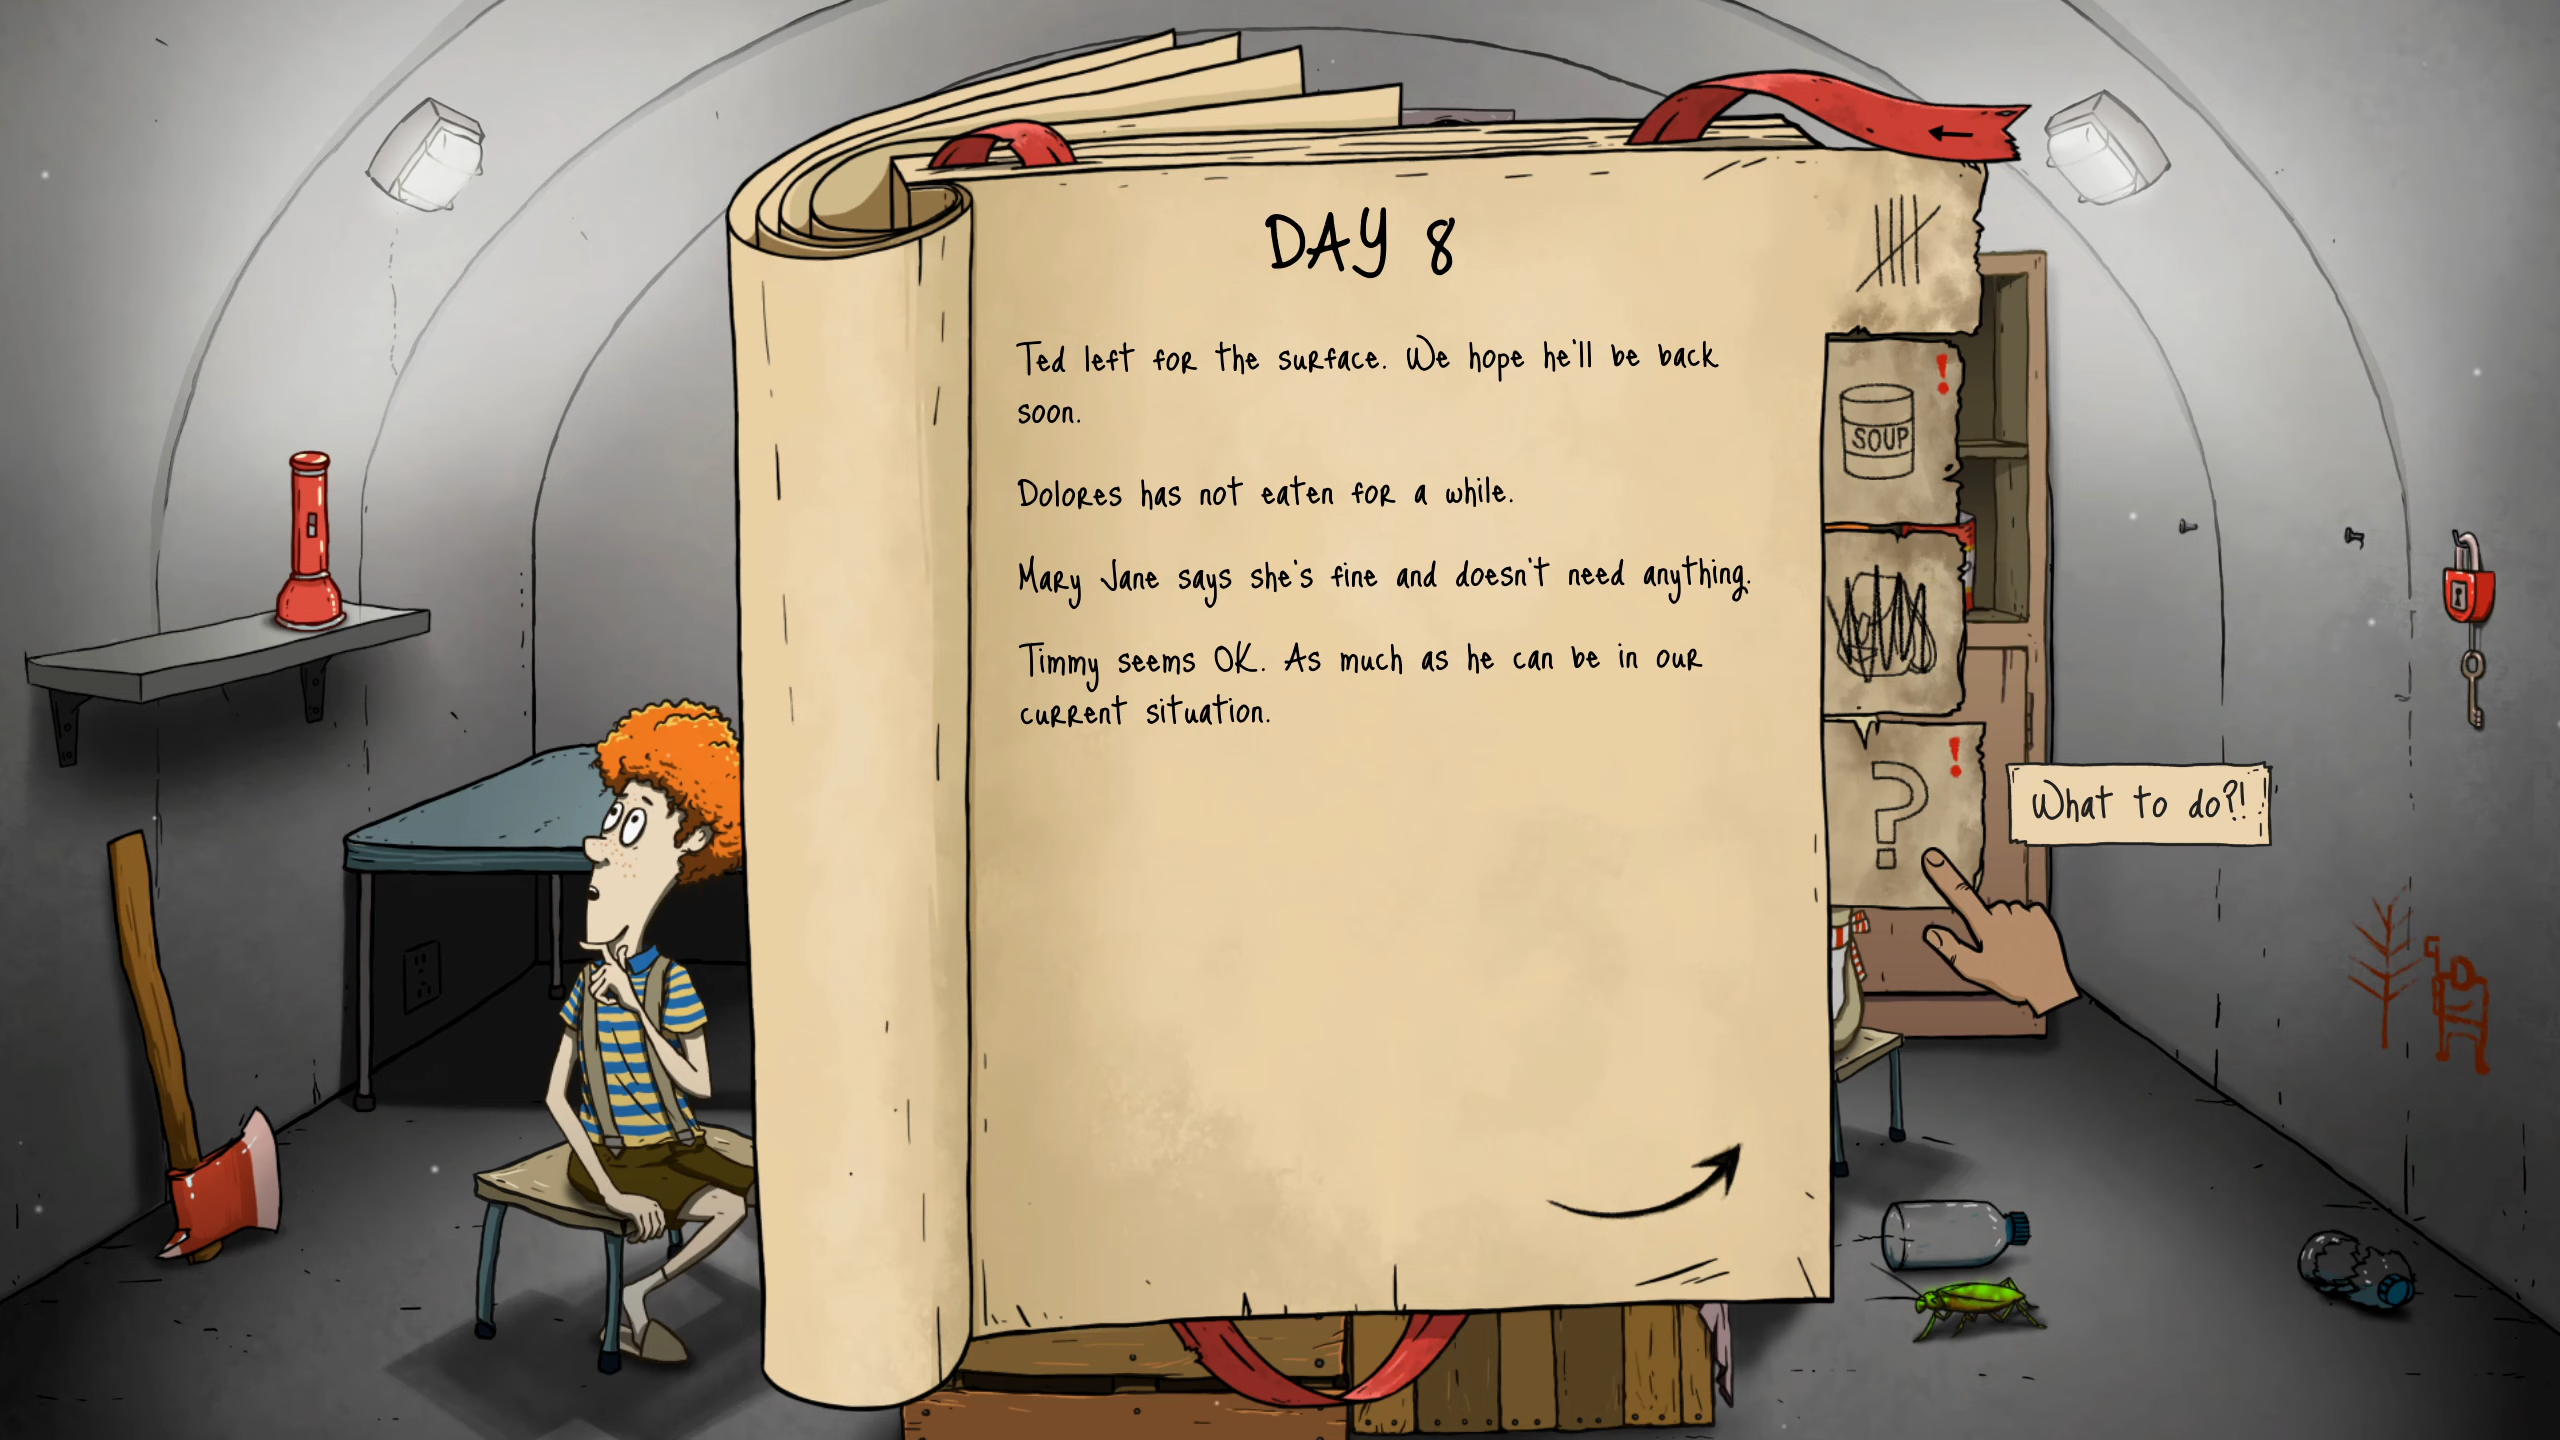 DAY 8
Ted left for the surface. We hope he'll be back
soon.
Dolores has not eaten for a while.
Mary Jane says she's fine and doesn't need anything.
Timmy seems OK. As much as he can be in our
current situation.
SOUP
!
!
?
What to do?!